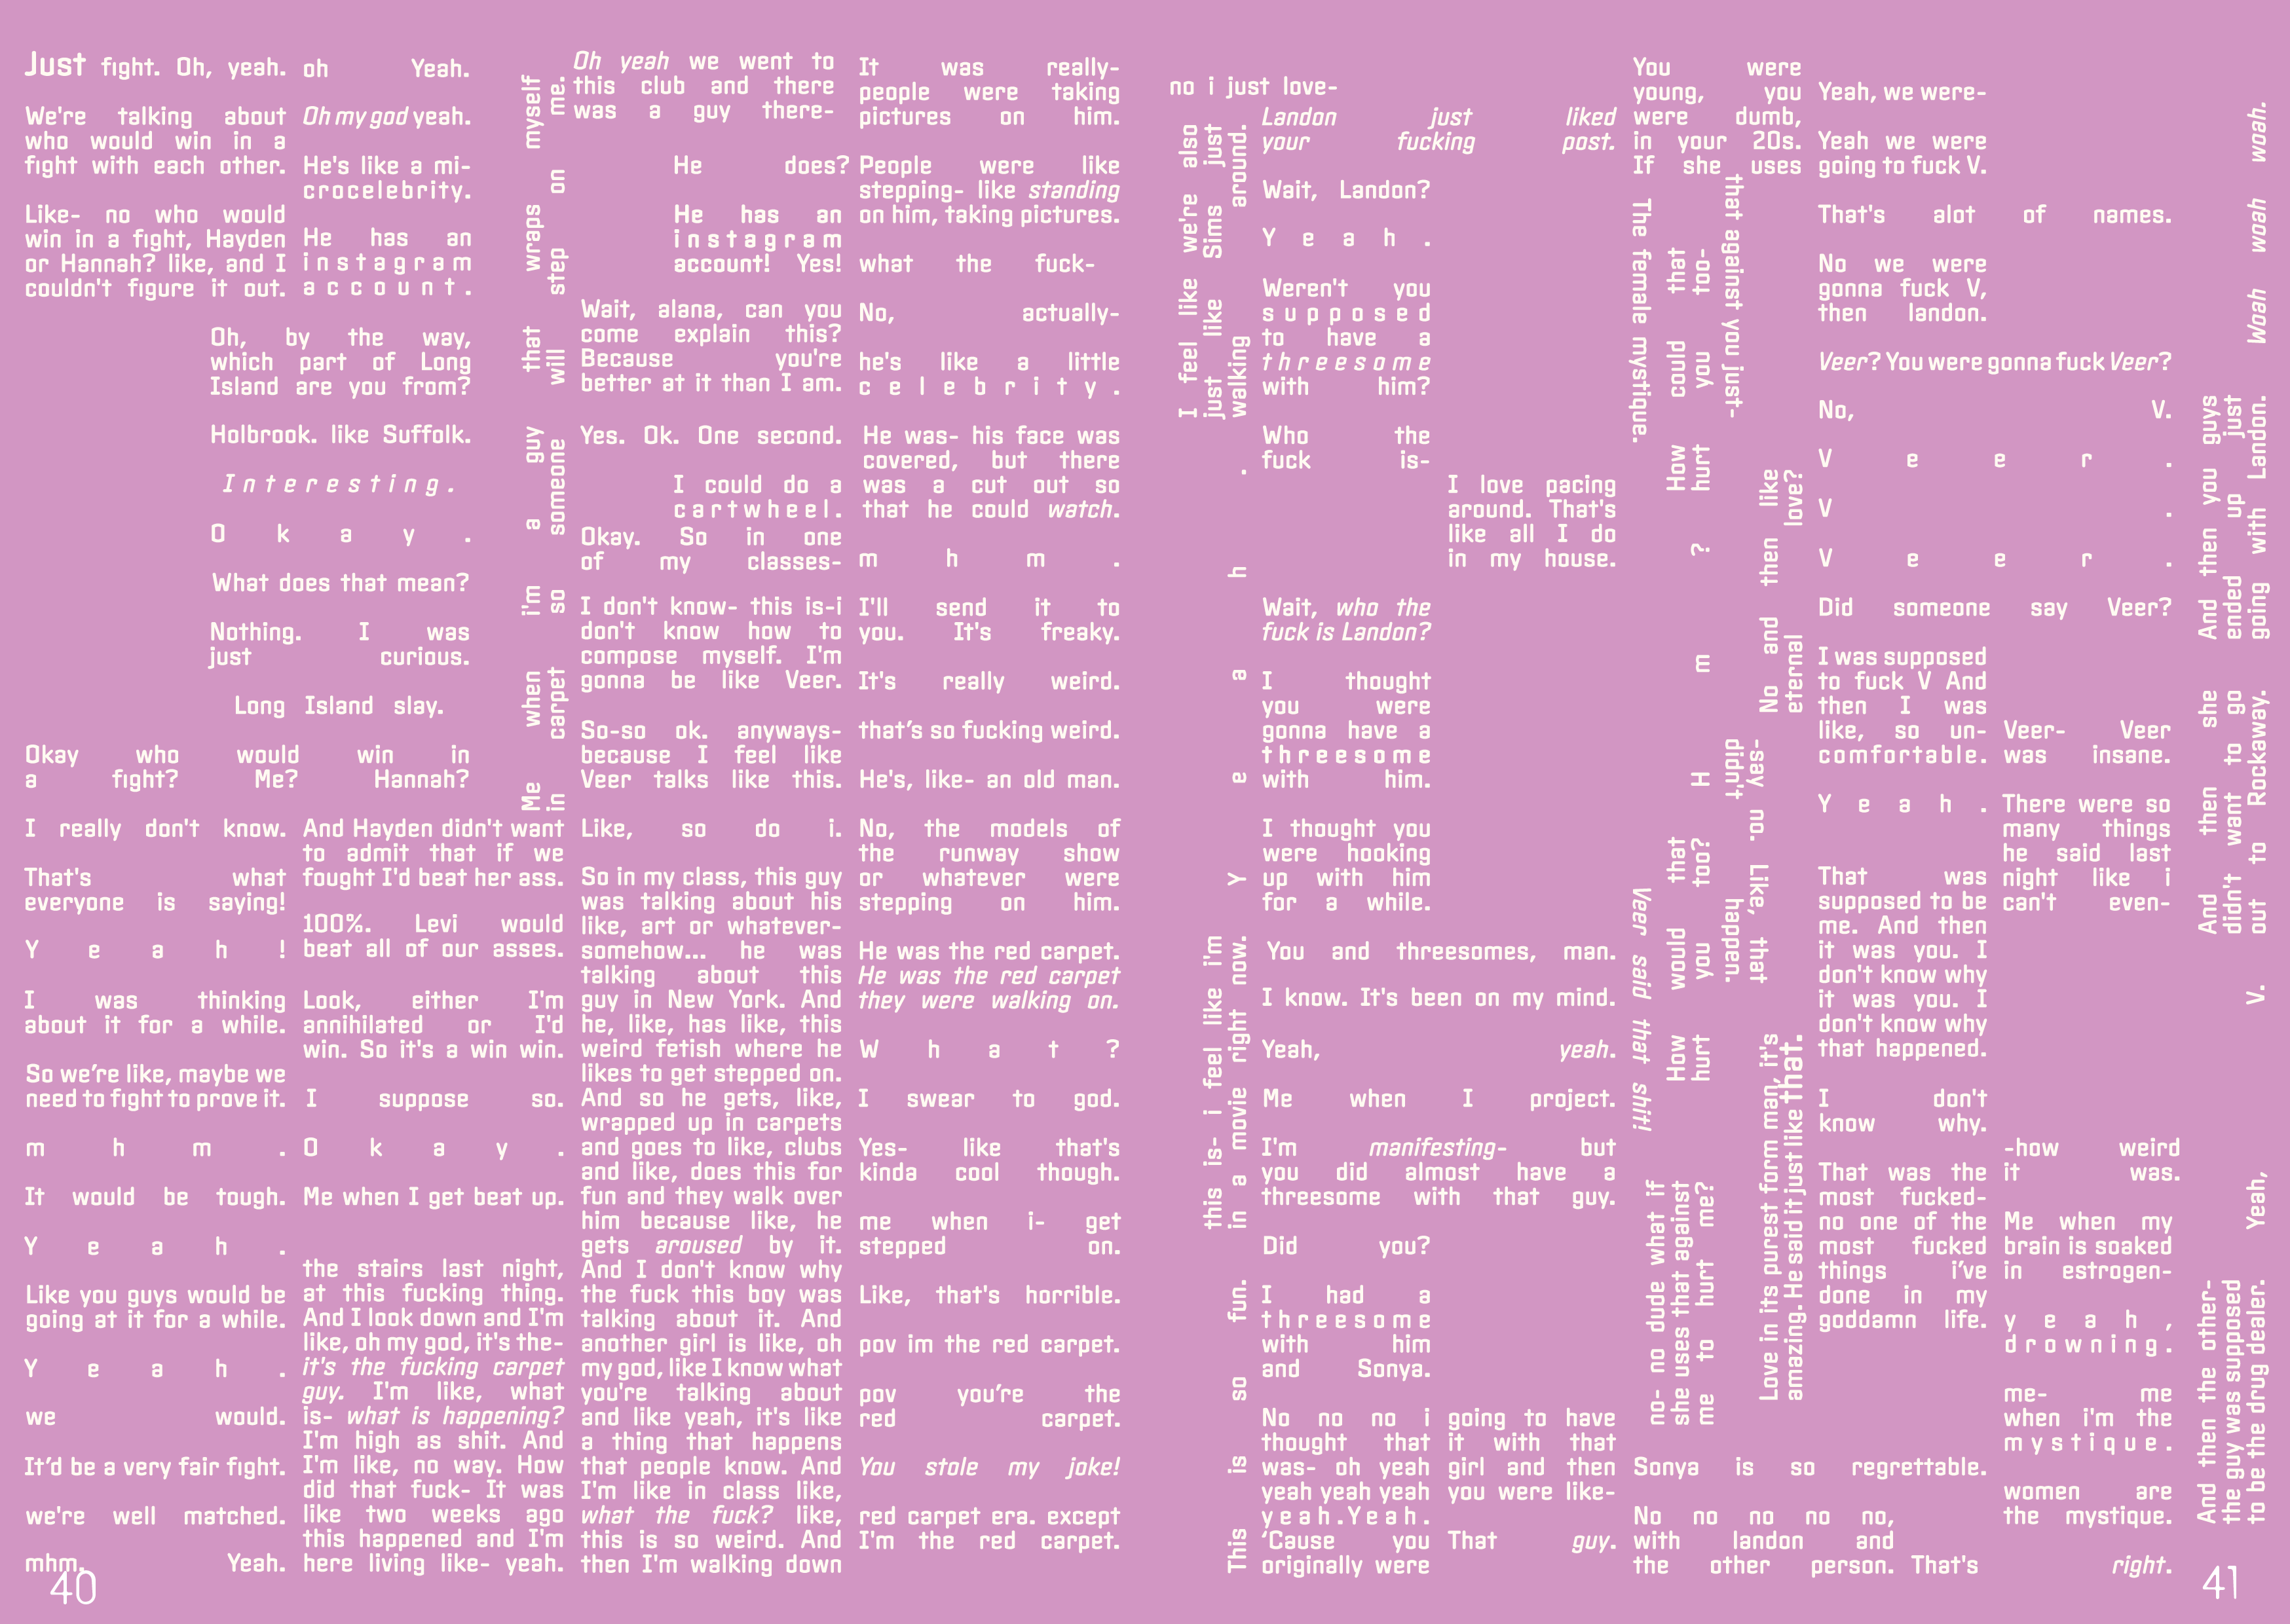 Just fight. Oh, yeah.
We're talking about
who would win in a
fight with each other.
Like- no who would
win in a fight, Hayden
or Hannah? like, and I
couldn't figure it out.
oh Yeah.
Oh my god yeah.
He's like a mi-
crocelebrity.
He has an
instagram
account.
Oh, by the way,
which part of Long
Island are you from?
Holbrook. like Suffolk.
Interesting.
Okay.
What does that mean?
Nothing. I was
just curious.
Long Island slay.
Okay who would win in
a fight? Me? Hannah?
I really don't know.
That's what
everyone is saying!
Yeah!
I was thinking
about it for a while.
So we're like, maybe we
need to fight to prove it.
mhm.
It would be tough.
Yeah.
Like you guys would be
going at it for a while.
Yeah.
we would.
It'd be a very fair fight.
we're well matched.
mhm. Yeah.
And Hayden didn't want
to admit that if we
fought I'd beat her ass.
100%. Levi would
beat all of our asses.
Look, either I'm
annihilated or I'd
win. So it's a win win.
I suppose so.
Okay.
Me when I get beat up.
Me when i'm a guy that wraps myself
in carpet so someone will step on me.
Oh yeah we went to
this club and there
was a guy there-
He does?
He has an
instagram
account! Yes!
Wait, alana, can you
come explain this?
Because you're
better at it than I am.
Yes. Ok. One second.
I could do a
cartwheel.
Okay. So in one
of my classes-
I don't know- this is-i
don't know how to
compose myself. I'm
gonna be like Veer.
So-so ok. anyways-
because I feel like
Veer talks like this.
Like, so do i.
So in my class, this guy
was talking about his
like, art or whatever-
somehow... he was
talking about this
guy in New York. And
he, like, has like, this
weird fetish where he
likes to get stepped on.
And so he gets, like,
wrapped up in carpets
and goes to like, clubs
and like, does this for
fun and they walk over
him because like, he
gets aroused by it.
And I don't know why
the fuck this boy was
talking about it. And
another girl is like, oh
my god, like I know what
you're talking about
and like yeah, it's like
a thing that happens
that people know. And
I'm like in class like,
what the fuck? like,
this is so weird. And
then I'm walking down
the stairs last night,
at this fucking thing.
And I look down and I'm
like, oh my god, it's the-
it's the fucking carpet
guy. I'm like, what
is- what is happening?
I'm high as shit. And
I'm like, no way. How
did that fuck- It was
like two weeks ago
this happened and I'm
here living like- yeah.
It was really-
people were taking
pictures on him.
People were like
stepping- like standing
on him, taking pictures.
what the fuck-
No, actually-
he's like a little
celebrity.
He was- his face was
covered, but there
was a cut out so
that he could watch.
mhm.
I'll send it to
you. It's freaky.
It's really weird.
that's so fucking weird.
He's, like- an old man.
No, the models of
the runway show
or whatever were
stepping on him.
He was the red carpet.
He was the red carpet
they were walking on.
What?
I swear to god.
Yes- like that's
kinda cool though.
me when i- get
stepped on.
Like, that's horrible.
pov im the red carpet.
pov you're the
red carpet.
You stole my joke!
red carpet era. except
I'm the red carpet.
40
no i just love-
I feel like we're also
just like Sims just
walking around.
Yeah.
this is- i feel like i'm
in a movie right now.
This is so fun.
Landon just liked
your fucking post.
Wait, Landon?
Yeah.
Weren't you
supposed
to have a
threesome
with him?
Who the
fuck is-
I love pacing
around. That's
like all I do
in my house.
Wait, who the
fuck is Landon?
I thought
you were
gonna have a
threesome
with him.
I thought you
were hooking
up with him
for a while.
You and threesomes, man.
I know. It's been on my mind.
Yeah, yeah.
Me when I project.
I'm manifesting- but
you did almost have a
threesome with that guy.
Did you?
I had a
threesome
with him
and Sonya.
No no no i
thought that
was- oh yeah
yeah yeah yeah
yeah.Yeah.
‘Cause you
originally were
going to have
it with that
girl and then
you were like-
That guy.
You were
young, you
were dumb,
in your 20s.
If she uses
that against you just-
The female mystique.
How could that
hurt you too-
Hm?
No and then like
eternal love?
-say no. Like, that
didn't happen.
How would that
hurt you too?
Veer said that shit!
Love in its purest form man, it's
amazing. He said it just like that.
no- no dude what if
she uses that against
me to hurt me?
Sonya is so regrettable.
No no no no no,
with landon and
the other person. That's right.
Yeah, we were-
Yeah we were
going to fuck V.
That's alot of names.
No we were
gonna fuck V,
then landon.
Veer? You were gonna fuck Veer?
No, V.
Veer.
V.
Veer.
Did someone say Veer?
I was supposed
to fuck V And
then I was
like, so un-
comfortable.
Yeah.
That was
supposed to be
me. And then
it was you. I
don't know why
it was you. I
don't know why
that happened.
I don't
know why.
That was the
most fucked-
no one of the
most fucked
things i've
done in my
goddamn life.
Veer- Veer
was insane.
There were so
many things
he said last
night like i
can't even-
-how weird
it was.
Me when my
brain is soaked
in estrogen-
yeah,
drowning.
me- me
when i'm the
mystique.
women are
the mystique.
And then the other-
the guy was supposed
to be the drug dealer. Yeah, V.
And then she
didn't want to go
out to Rockaway.
And then you guys
ended up just
going with Landon.
Woah woah woah.
41